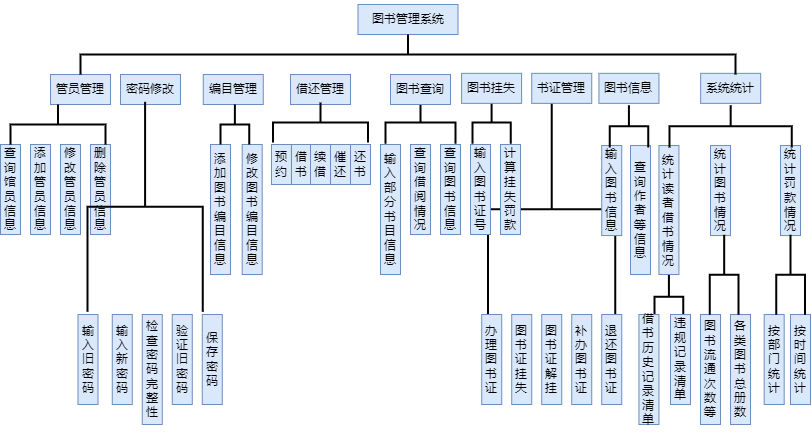 图书管理系统
管员管理
密码修改
编目管理
借还管理
图书查询
图书挂失
书证管理
图书信息
系统统计
查询馆员信息
添加管员信息
修改管员信息
删除管员信息
添加图书编目信息
修改图书编目信息
预约
借书
续借
催还
还书
输入部分书目信息
查询借阅情况
查询图书信息
输入图书证号
计算挂失罚款
输入图书信息
查询作者等信息
统计读者借书情况
统计图书情况
统计罚款情况
输入旧密码
输入新密码
检查密码完整性
验证旧密码
保存密码
办理图书证
图书证挂失
图书证解挂
补办图书证
退还图书证
借书历史记录清单
违规记录清单
图书流通次数等
各类图书总册数
按部门统计
按时间统计